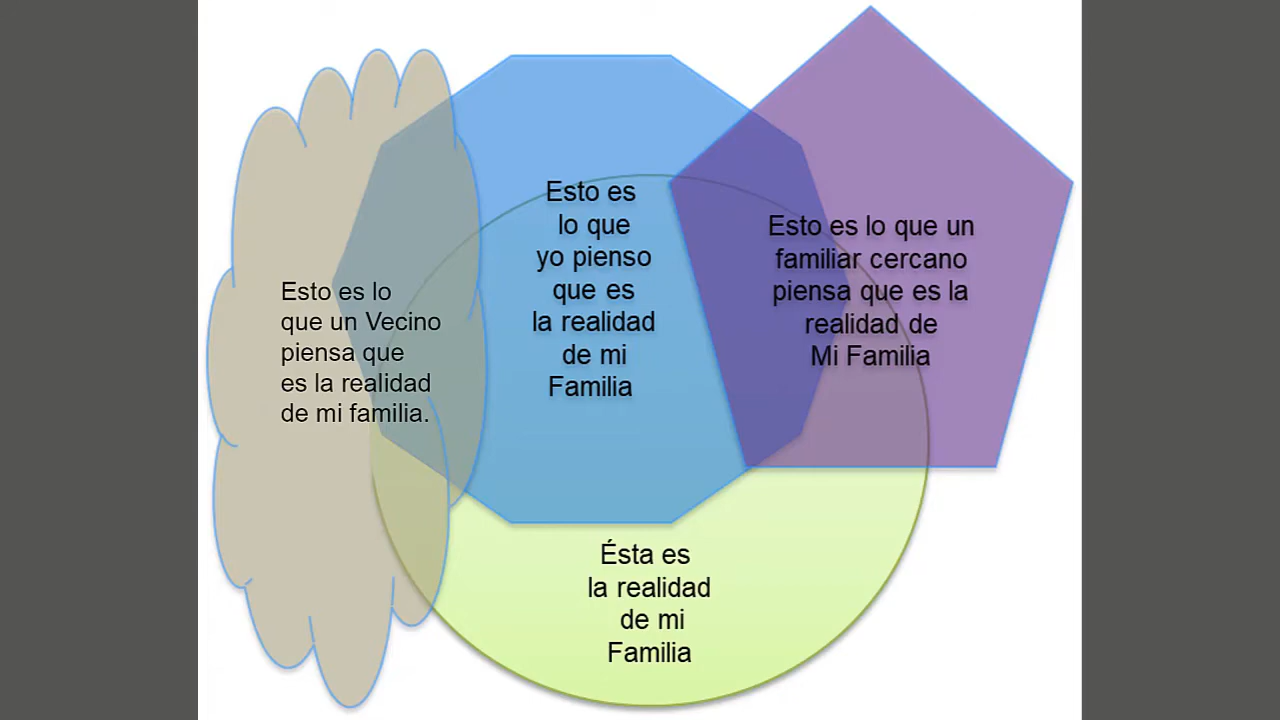 Esto es lo
que un Vecino
piensa que
es la realidad
de mi familia.
Esto es
lo que
yo pienso
que es
la realidad
de mi
Familia
Esto es lo que un
familiar cercano
piensa que es la
realidad de
Mi Familia
Ésta es
la realidad
de mi
Familia